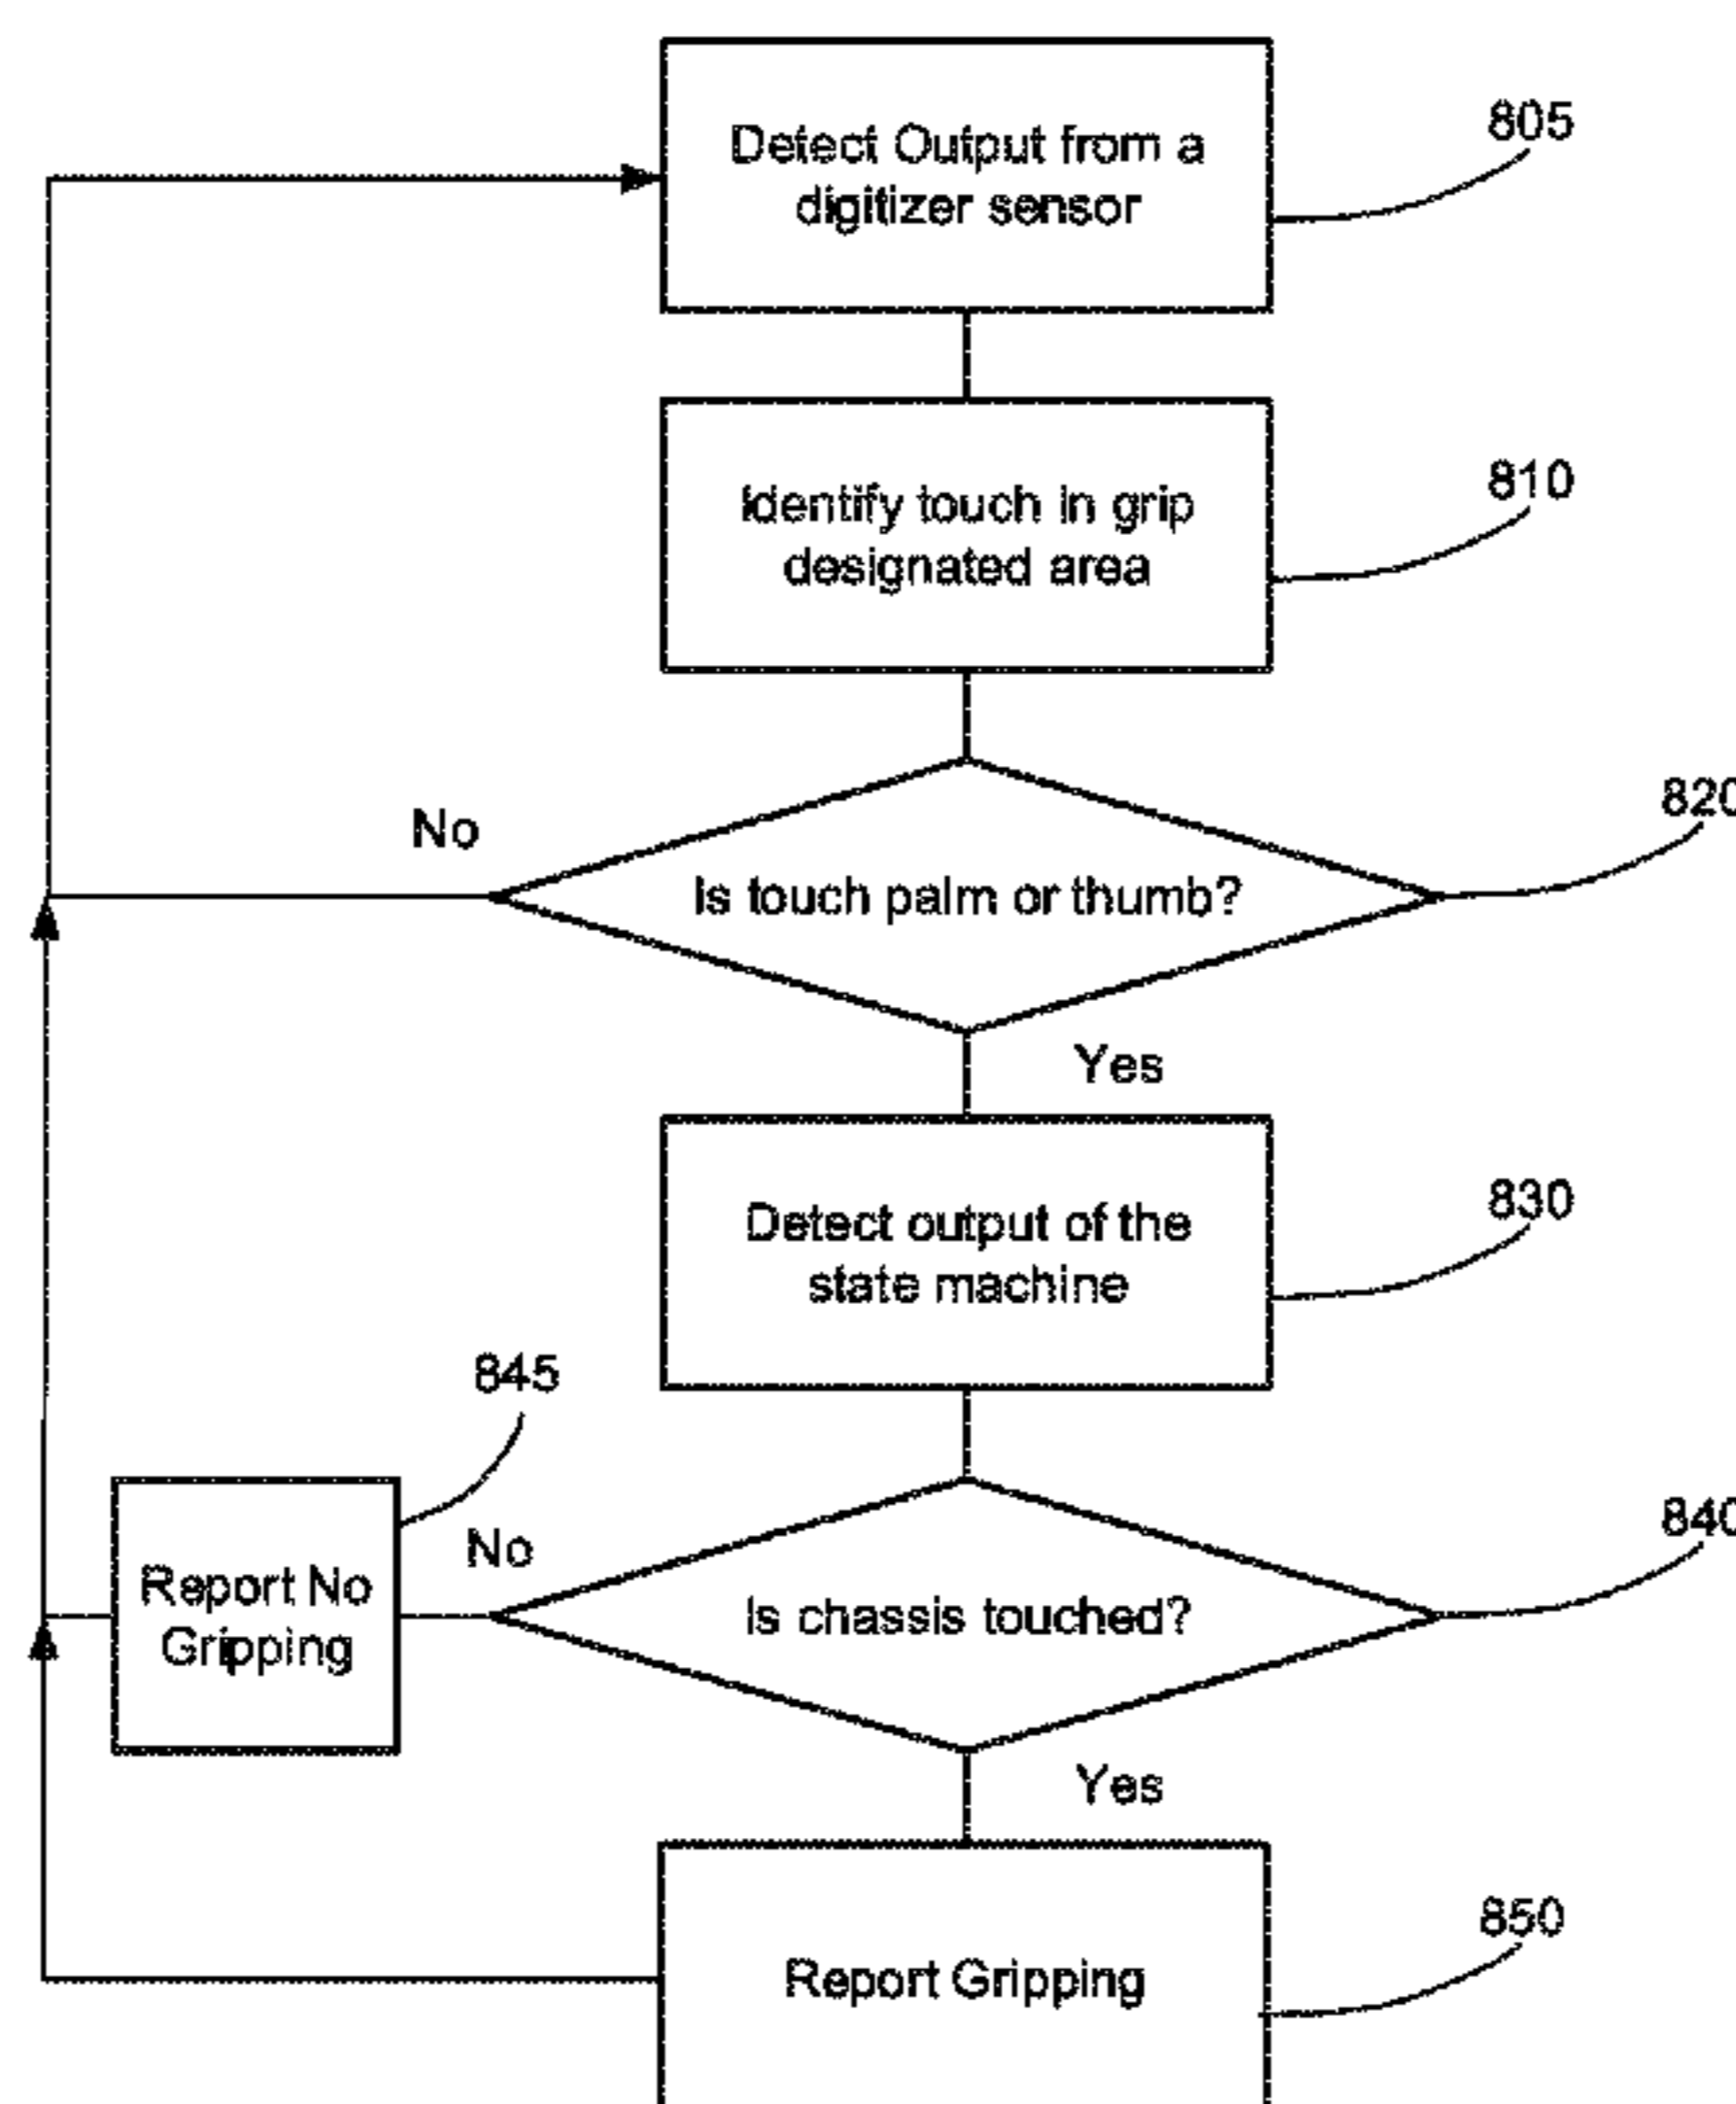 Detect Output from a
digitizer sensor
805
Identify touch in grip
designated area
810
Is touch palm or thumb?
820
No
Yes
Detect output of the
state machine
830
Is chassis touched?
840
No
845
Report No
Gripping
Yes
Report Gripping
850